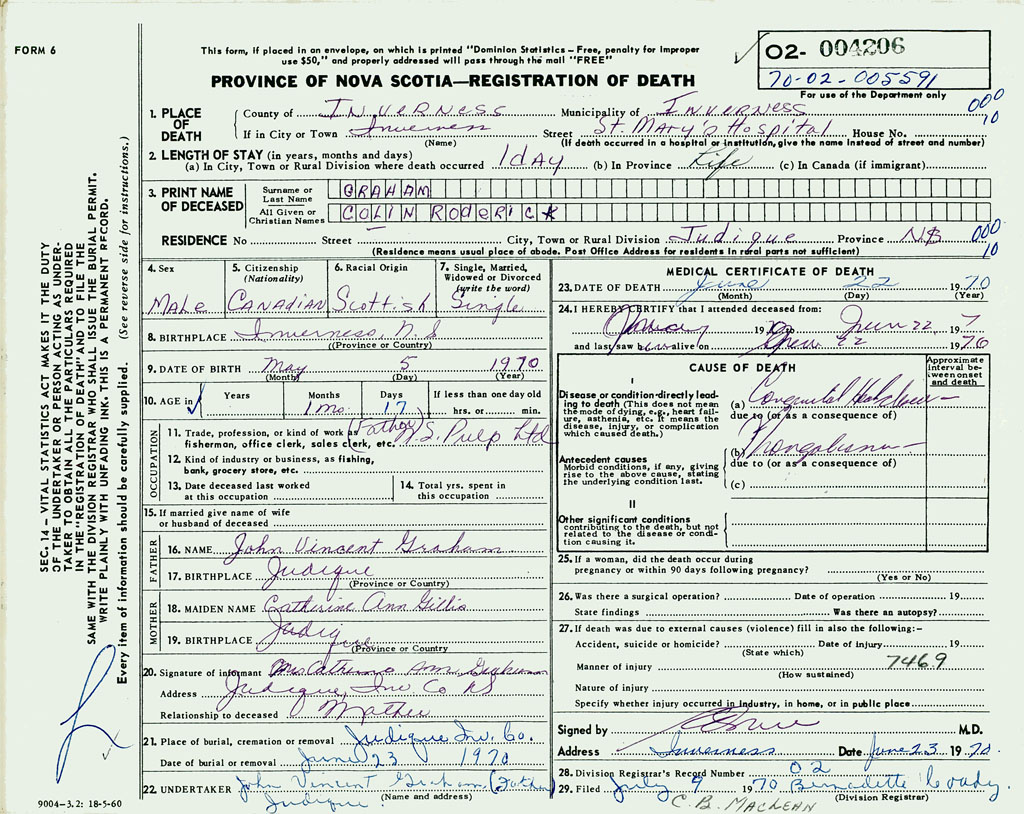 FORM 6
This form, if placed in an envelope, on which is printed "Dominion Statistics – Free, penalty for improper
use $50," and properly addressed will pass through the mail "FREE"
PROVINCE OF NOVA SCOTIA—REGISTRATION OF DEATH
O2- 004206
70-02-005591
For use of the Department only
000
10
1. PLACE OF DEATH
County of INVERNESS Municipality of INVERNESS
If in City or Town Inverness Street St. Mary's Hospital House No.
(Name) (If death occurred in a hospital or institution, give the name instead of street and number)
2. LENGTH OF STAY (in years, months and days)
(a) In City, Town or Rural Division where death occurred 1 day (b) In Province Life (c) In Canada (if immigrant)
3. PRINT NAME OF DECEASED
Surname or Last Name GRAHAM
All Given or Christian Names COLIN RODERICK
RESIDENCE No. Street City, Town or Rural Division Judique Province NS
000
10
(Residence means usual place of abode. Post Office Address for residents in rural parts not sufficient)
4. Sex
Male
5. Citizenship (Nationality)
Canadian
6. Racial Origin
Scottish
7. Single, Married, Widowed or Divorced (write the word)
Single
8. BIRTHPLACE Inverness, N.S
(Province or Country)
9. DATE OF BIRTH May 5 1970
(Month) (Day) (Year)
10. AGE in Years Months Days If less than one day old
1 mo. 17 hrs. or min.
OCCUPATION
11. Trade, profession, or kind of work as fishermen, office clerk, sales clerk, etc. (Father) N.S. Pulp Ltd
12. Kind of industry or business, as fishing, bank, grocery store, etc.
13. Date deceased last worked at this occupation
14. Total yrs. spent in this occupation
15. If married give name of wife or husband of deceased
FATHER
16. NAME John Vincent Graham
17. BIRTHPLACE Judique
(Province or Country)
MOTHER
18. MAIDEN NAME Catherine Ann Gillis
19. BIRTHPLACE Judique
(Province or Country)
20. Signature of informant Mrs Catherine Ann Graham
Address Judique, Inv Co NS
Relationship to deceased Mother
21. Place of burial, cremation or removal Judique Inv. Co.
Date of burial or removal June 23 1970
22. UNDERTAKER John Vincent Graham (Father)
Judique (Name and address)
9004-3.2: 18-5-60
MEDICAL CERTIFICATE OF DEATH
23. DATE OF DEATH June 22 1970
(Month) (Day) (Year)
24. I HEREBY CERTIFY that I attended deceased from:
June 22 197
and last saw alive on June 22 1970
CAUSE OF DEATH
Approximate interval between onset and death
I
Disease or condition directly leading to death (This does not mean the mode of dying, e.g., heart failure, asthenia, etc. It means the disease, injury, or complication which caused death.)
(a) Congenital
due to (or as a consequence of)
Antecedent causes
Morbid conditions, if any, giving rise to the above cause, stating the underlying condition last.
(b)
due to (or as a consequence of)
(c)
II
Other significant conditions contributing to the death, but not related to the disease or condition causing it.
25. If a woman, did the death occur during pregnancy or within 90 days following pregnancy?
(Yes or No)
26. Was there a surgical operation? Date of operation 19
State findings Was there an autopsy?
27. If death was due to external causes (violence) fill in also the following:–
Accident, suicide or homicide? Date of injury 19
(State which)
Manner of injury 7469
(How sustained)
Nature of injury
Specify whether injury occurred in industry, in home, or in public place
Signed by M.D.
Address Inverness Date June 23 1970
28. Division Registrar's Record Number 02
29. Filed July 9 1970 Bernadette Coady
C.B. MacLean (Division Registrar)
SEC. 14 – VITAL STATISTICS ACT MAKES IT THE DUTY
OF THE UNDERTAKER OR PERSON ACTING AS UNDER-
TAKER TO OBTAIN ALL THE PARTICULARS REQUIRED
IN THE "REGISTRATION OF DEATH" AND TO FILE THE
SAME WITH THE DIVISION REGISTRAR WHO SHALL ISSUE THE BURIAL PERMIT.
WRITE PLAINLY WITH UNFADING INK. THIS IS A PERMANENT RECORD.
Every item of information should be carefully supplied. (See reverse side for instructions.)